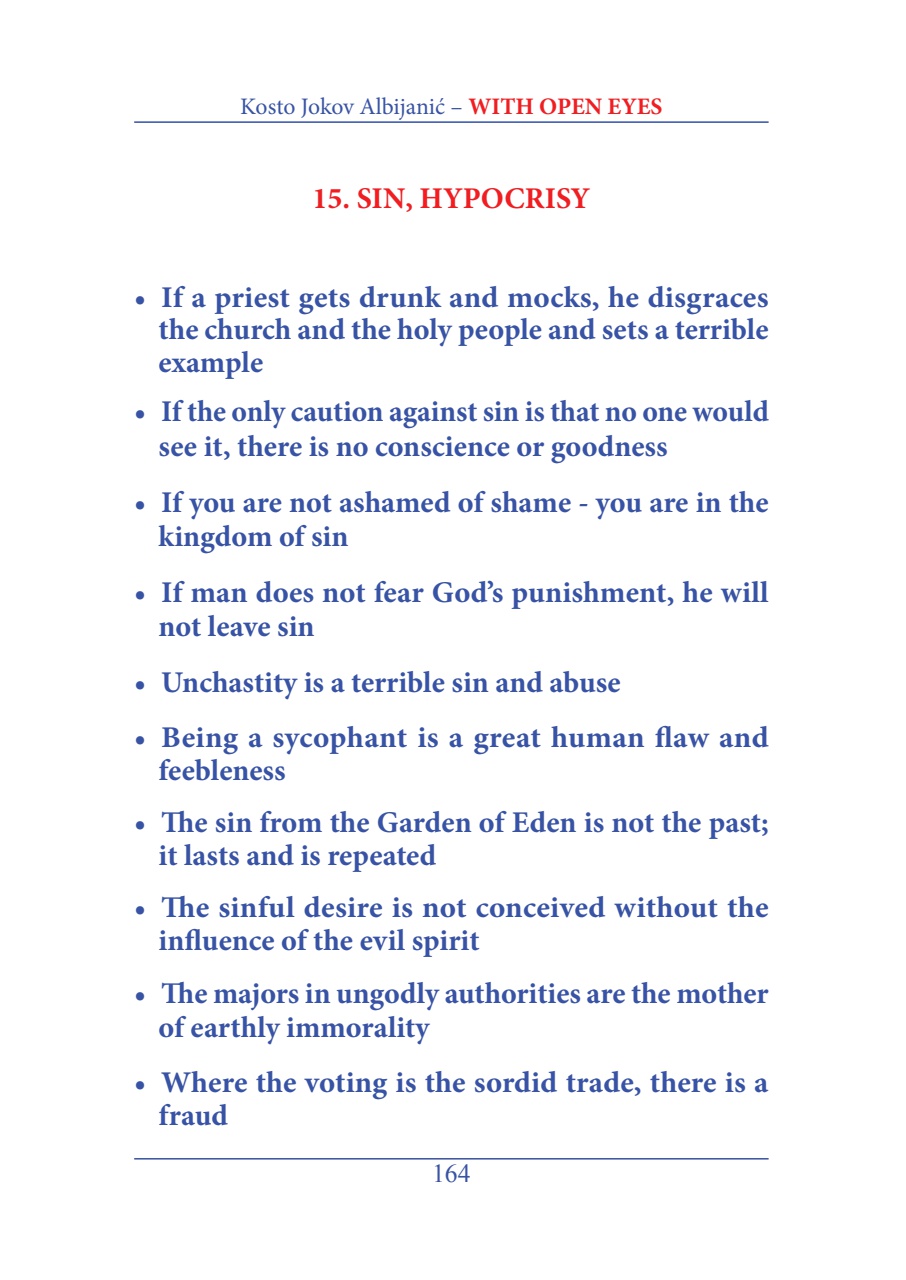 Kosto Jokov Albijanić – WITH OPEN EYES
15. SIN, HYPOCRISY
• If a priest gets drunk and mocks, he disgraces
the church and the holy people and sets a terrible
example
• If the only caution against sin is that no one would
see it, there is no conscience or goodness
• If you are not ashamed of shame - you are in the
kingdom of sin
• If man does not fear God’s punishment, he will
not leave sin
• Unchastity is a terrible sin and abuse
• Being a sycophant is a great human flaw and
feebleness
• The sin from the Garden of Eden is not the past;
it lasts and is repeated
• The sinful desire is not conceived without the
influence of the evil spirit
• The majors in ungodly authorities are the mother
of earthly immorality
• Where the voting is the sordid trade, there is a
fraud
164